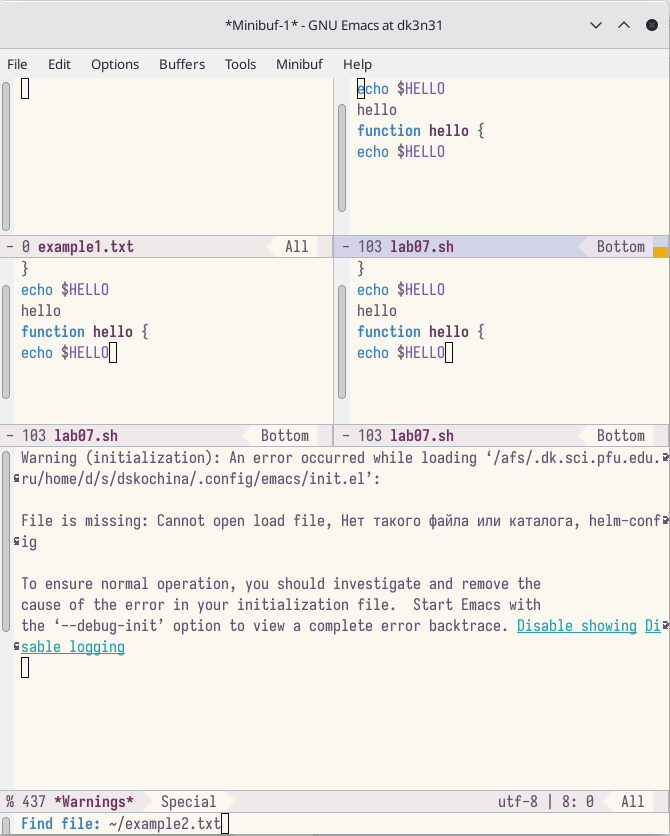 *Minibuf-1* - GNU Emacs at dk3n31
File Edit Options Buffers Tools Minibuf Help
echo $HELLO
hello
function hello {
echo $HELLO
- 0 example1.txt All
- 103 lab07.sh Bottom
}
echo $HELLO
hello
function hello {
echo $HELLO
- 103 lab07.sh Bottom
}
echo $HELLO
hello
function hello {
echo $HELLO
- 103 lab07.sh Bottom
Warning (initialization): An error occurred while loading ‘/afs/.dk.sci.pfu.edu.
ru/home/d/s/dskochina/.config/emacs/init.el’:
File is missing: Cannot open load file, Нет такого файла или каталога, helm-conf
ig
To ensure normal operation, you should investigate and remove the
cause of the error in your initialization file.  Start Emacs with
the ‘--debug-init’ option to view a complete error backtrace. Disable showing Di
sable logging
% 437 *Warnings* Special utf-8 | 8: 0 All
Find file: ~/example2.txt